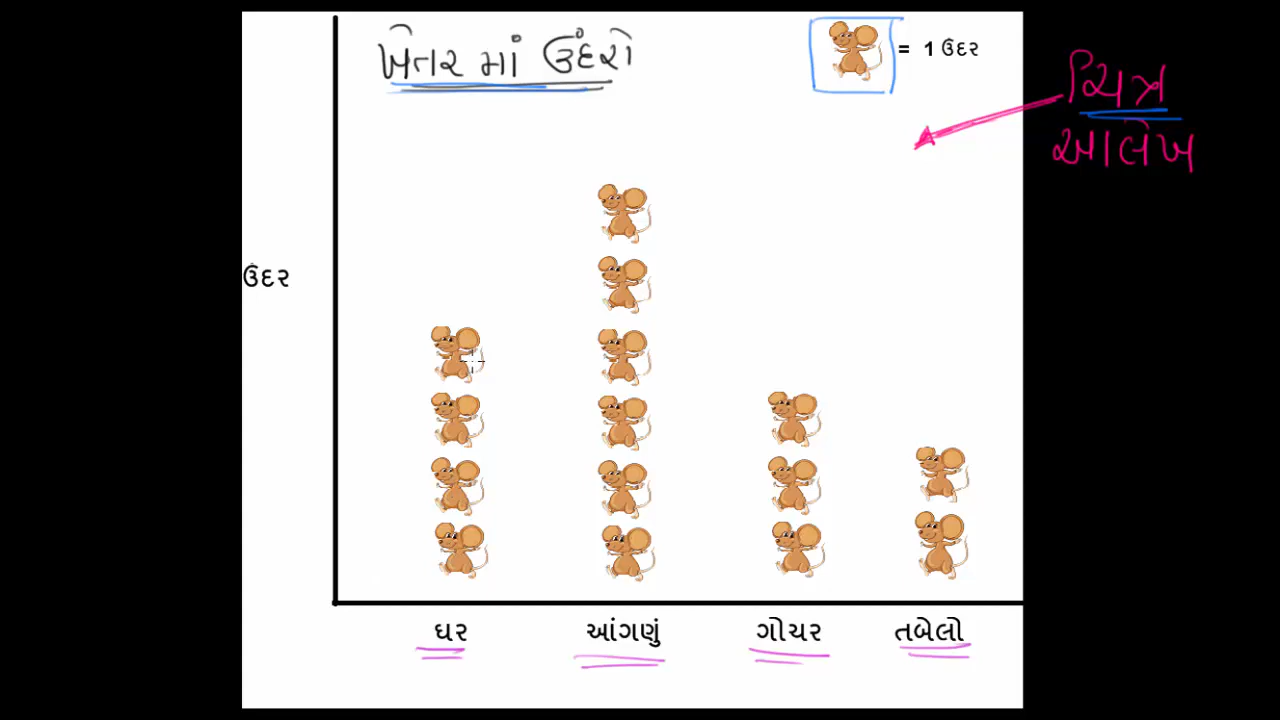 ખેતર માં ઉંદરો
= 1 ઉંદર
ચિત્ર
આલેખ
ઉંદર
ઘર આંગણું ગોચર તબેલો